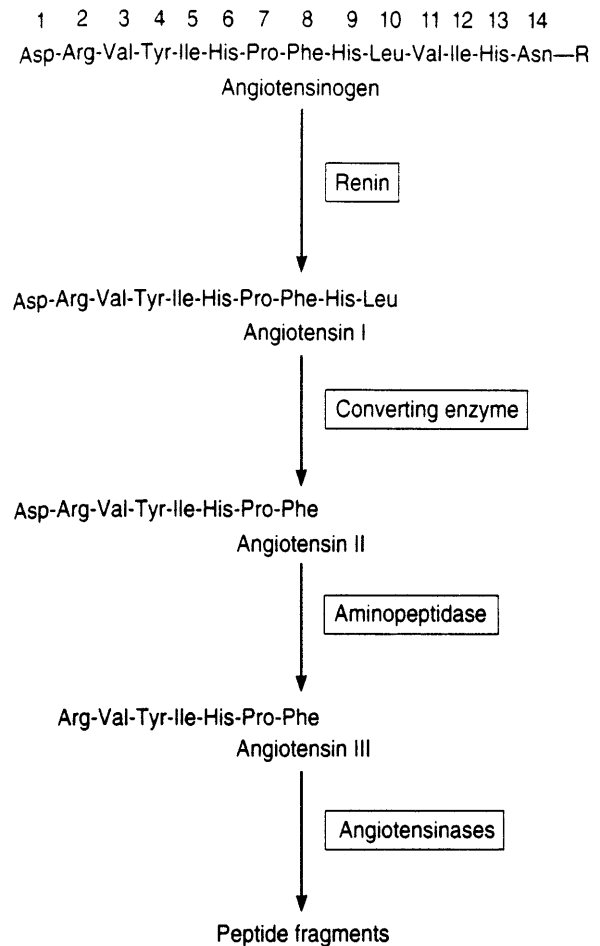 1 2 3 4 5 6 7 8 9 10 11 12 13 14
Asp-Arg-Val-Tyr-Ile-His-Pro-Phe-His-Leu-Val-Ile-His-Asn—R
Angiotensinogen
Renin
Asp-Arg-Val-Tyr-Ile-His-Pro-Phe-His-Leu
Angiotensin I
Converting enzyme
Asp-Arg-Val-Tyr-Ile-His-Pro-Phe
Angiotensin II
Aminopeptidase
Arg-Val-Tyr-Ile-His-Pro-Phe
Angiotensin III
Angiotensinases
Peptide fragments